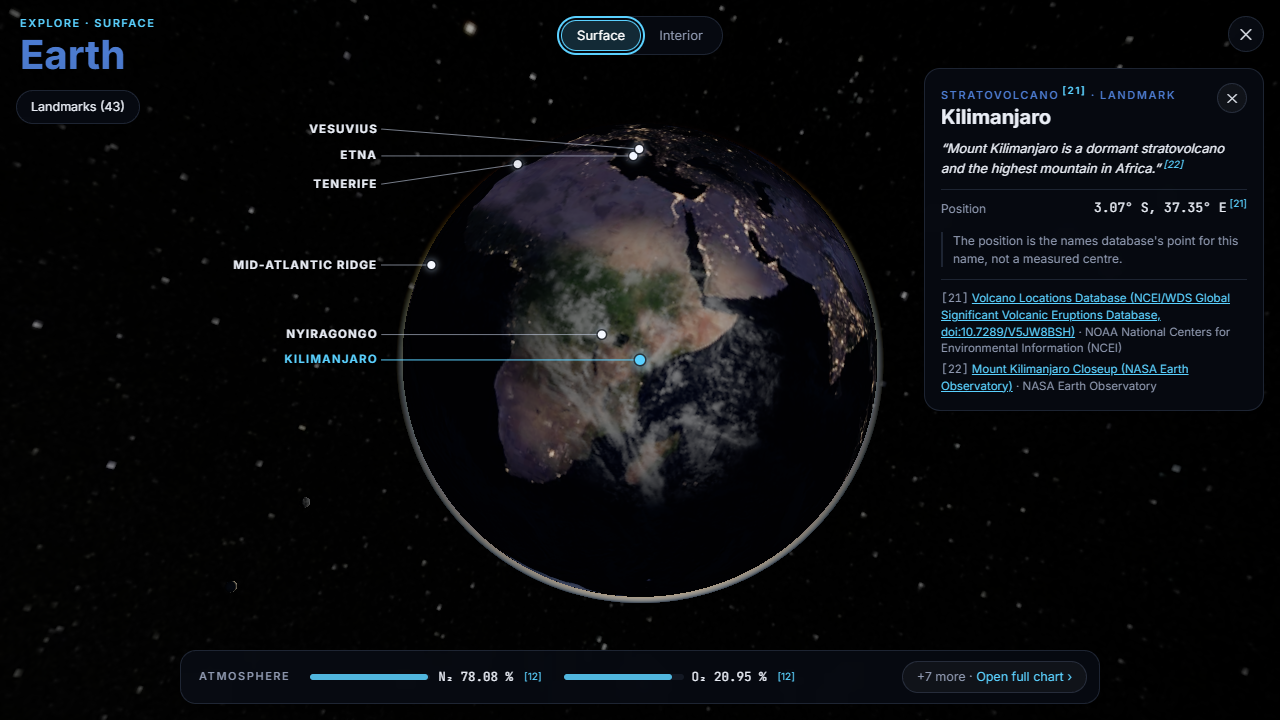 EXPLORE · SURFACE
Earth
Landmarks (43)
Surface
Interior
VESUVIUS
ETNA
TENERIFE
MID-ATLANTIC RIDGE
NYIRAGONGO
KILIMANJARO
STRATOVOLCANO [21] · LANDMARK
Kilimanjaro
“Mount Kilimanjaro is a dormant stratovolcano
and the highest mountain in Africa.” [22]
Position 3.07° S, 37.35° E [21]
The position is the names database's point for this
name, not a measured centre.
[21] Volcano Locations Database (NCEI/WDS Global
Significant Volcanic Eruptions Database,
doi:10.7289/V5JW8BSH) · NOAA National Centers for
Environmental Information (NCEI)
[22] Mount Kilimanjaro Closeup (NASA Earth
Observatory) · NASA Earth Observatory
ATMOSPHERE N₂ 78.08 % [12] O₂ 20.95 % [12] +7 more · Open full chart ›